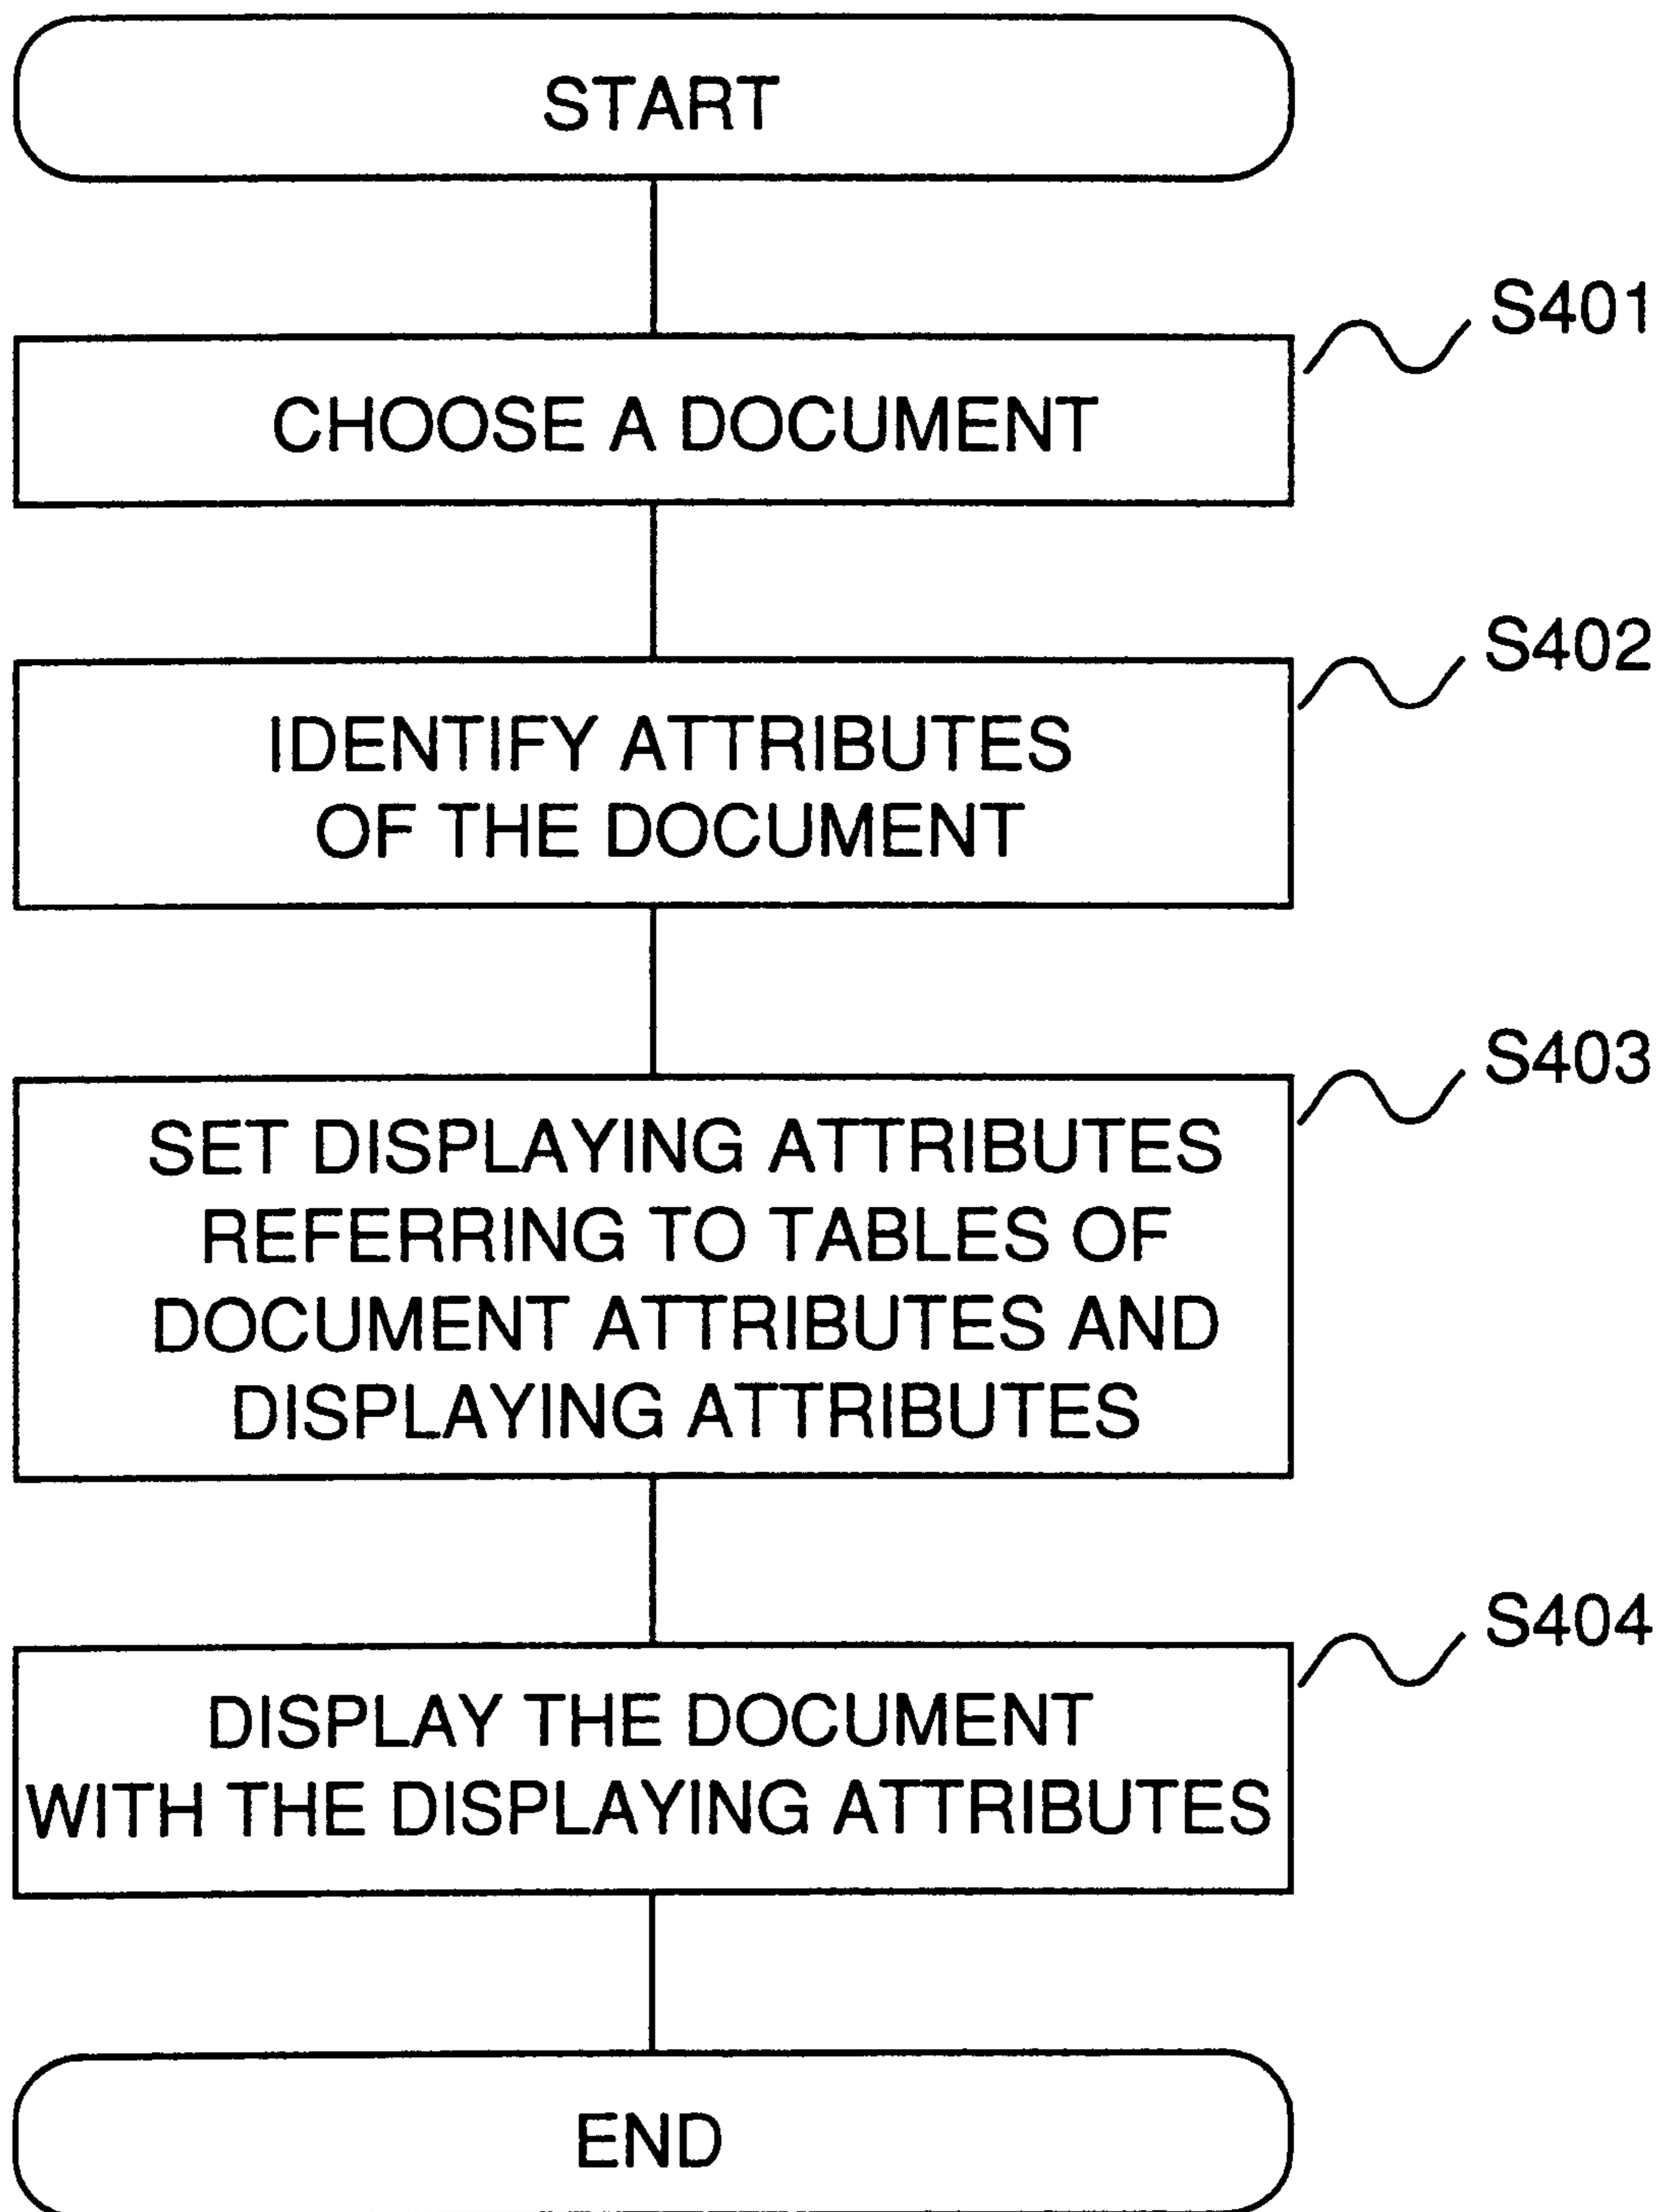 START
S401
CHOOSE A DOCUMENT
S402
IDENTIFY ATTRIBUTES
OF THE DOCUMENT
S403
SET DISPLAYING ATTRIBUTES
REFERRING TO TABLES OF
DOCUMENT ATTRIBUTES AND
DISPLAYING ATTRIBUTES
S404
DISPLAY THE DOCUMENT
WITH THE DISPLAYING ATTRIBUTES
END